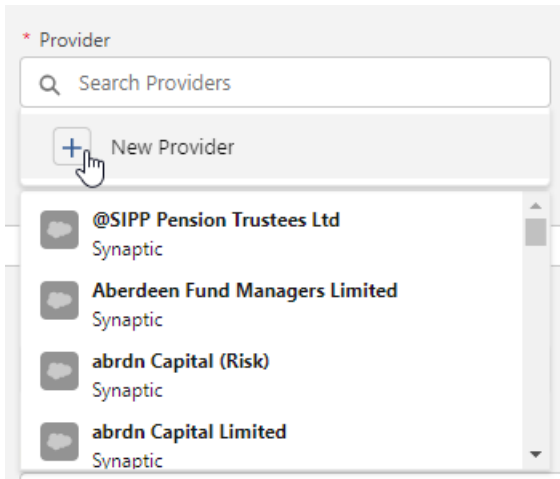 * Provider
Search Providers
New Provider
@SIPP Pension Trustees Ltd
Synaptic
Aberdeen Fund Managers Limited
Synaptic
abrdn Capital (Risk)
Synaptic
abrdn Capital Limited
Synaptic